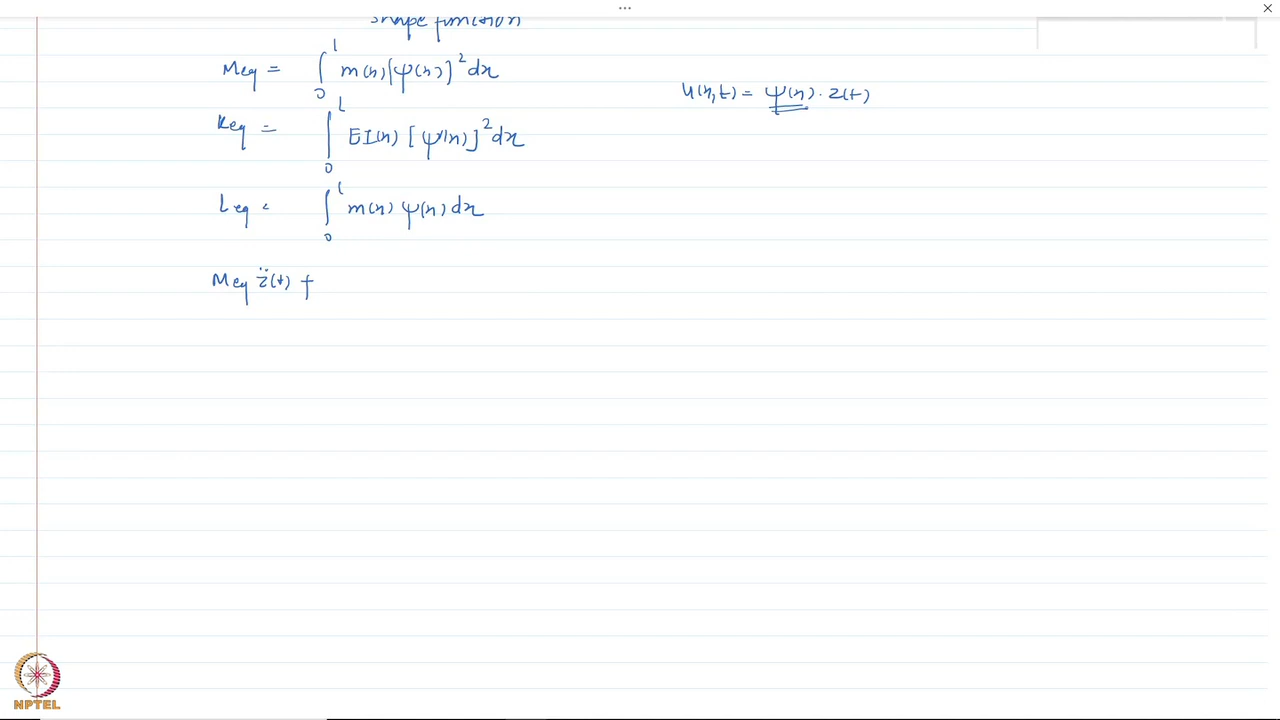 shape function
Meq = ∫₀ˡ m(x)[ψ(x)]² dx
u(x,t) = ψ(x) · z(t)
Keq = ∫₀ᴸ EI(x) [ψ''(x)]² dx
Leq = ∫₀ˡ m(x) ψ(x) dx
Meq z̈(t) +
NPTEL